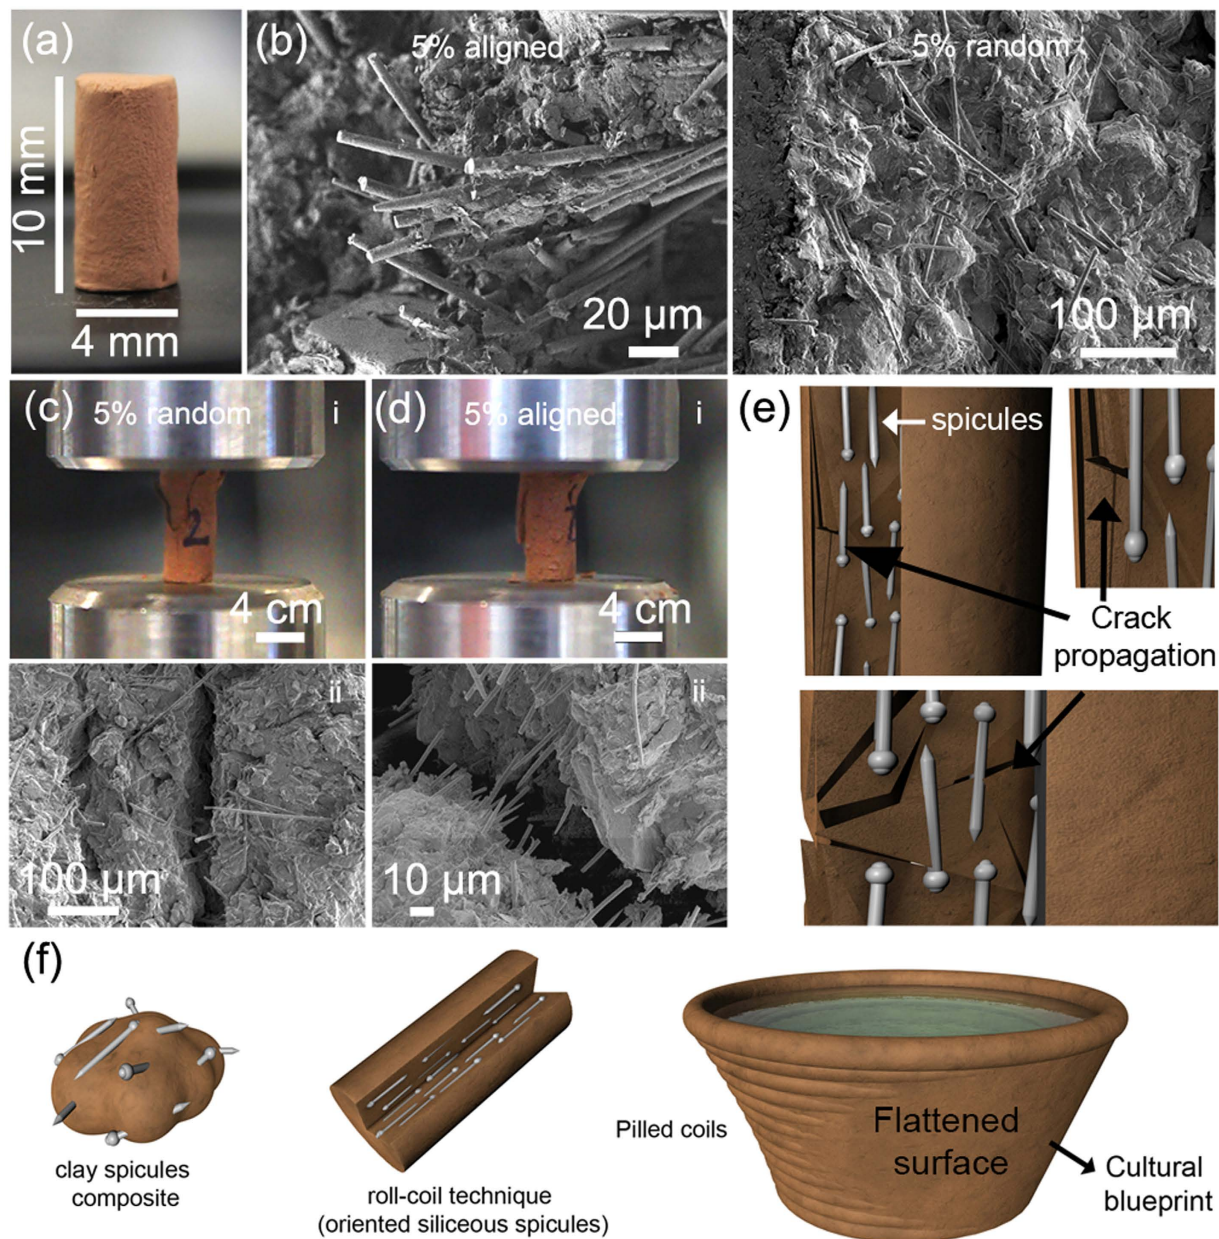 (a)
10 mm
4 mm
(b)
5% aligned
20 µm
5% random
100 µm
(c)
5% random
i
2
4 cm
(d)
5% aligned
i
4 cm
ii
100 µm
ii
10 µm
(e)
spicules
Crack
propagation
(f)
clay spicules
composite
roll-coil technique
(oriented siliceous spicules)
Pilled coils
Flattened
surface
Cultural
blueprint